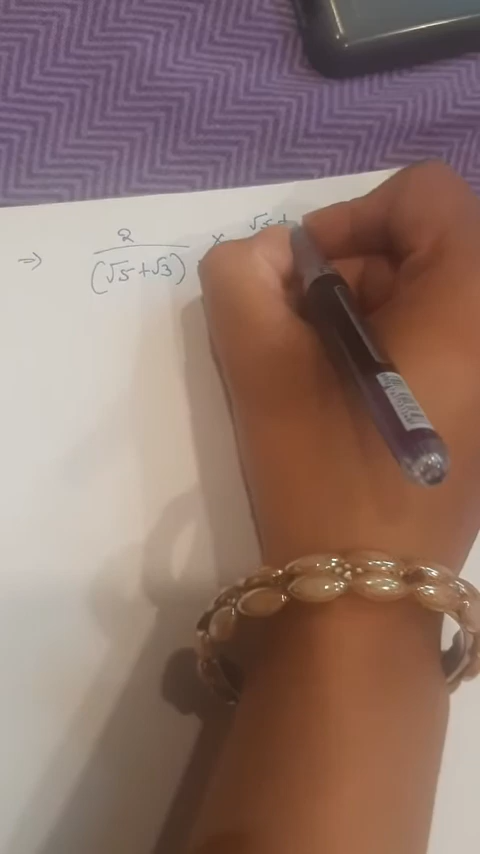 ⇒ 2/(√5+√3) × √5+